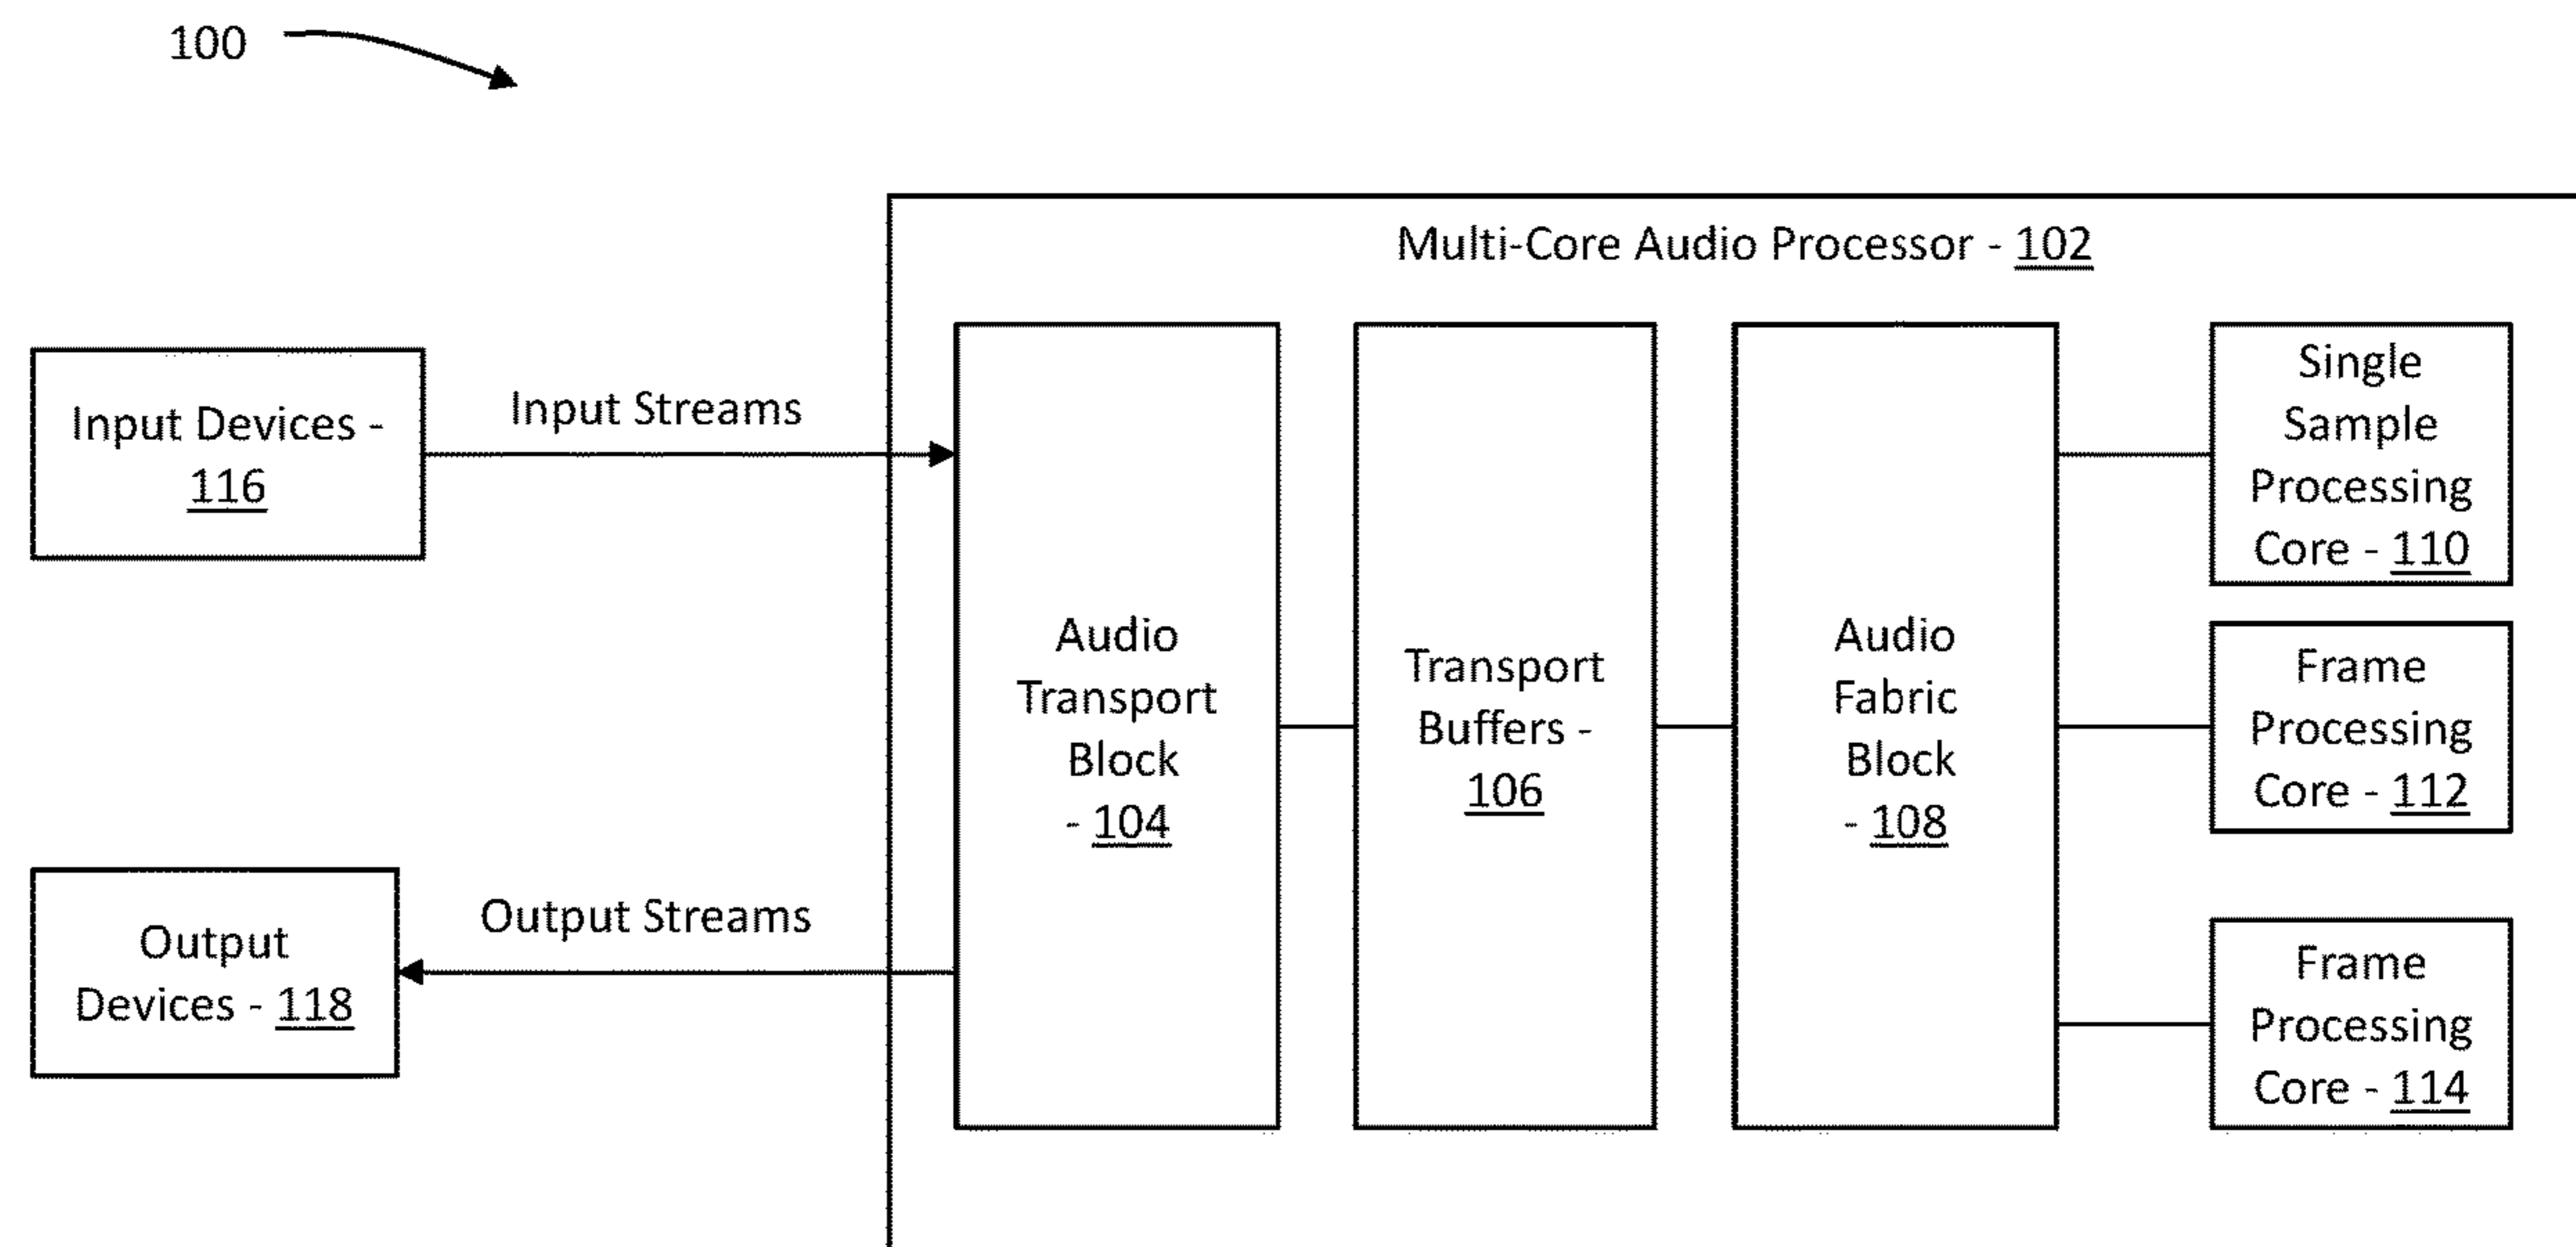 100
Multi-Core Audio Processor - 102
Input Devices -
116
Input Streams
Output
Devices - 118
Output Streams
Audio
Transport
Block
- 104
Transport
Buffers -
106
Audio
Fabric
Block
- 108
Single
Sample
Processing
Core - 110
Frame
Processing
Core - 112
Frame
Processing
Core - 114